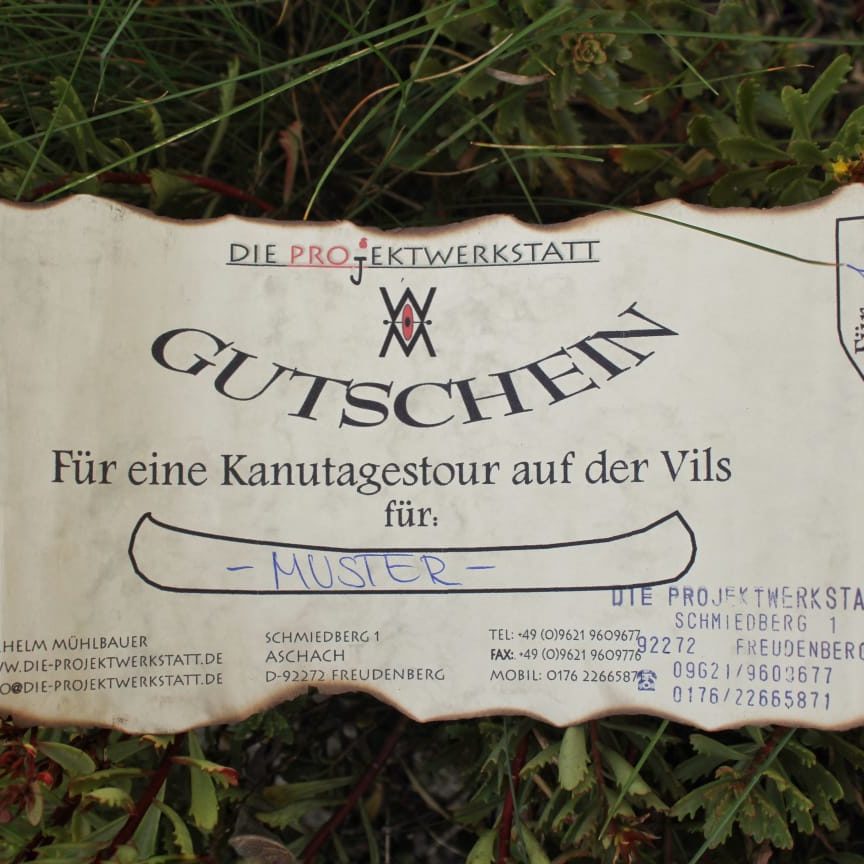 DIE PROJEKTWERKSTATT
GUTSCHEIN
Für eine Kanutagestour auf der Vils
für:
- MUSTER -
HELM MÜHLBAUER
W.DIE-PROJEKTWERKSTATT.DE
O@DIE-PROJEKTWERKSTATT.DE
SCHMIEDBERG 1
ASCHACH
D-92272 FREUDENBERG
TEL: +49 (0)9621 9609677
FAX: +49 (0)9621 9609776
MOBIL: 0176 22665871
DIE PROJEKTWERKSTA
SCHMIEDBERG 1
92272 FREUDENBERG
09621/9609677
0176/22665871
Für